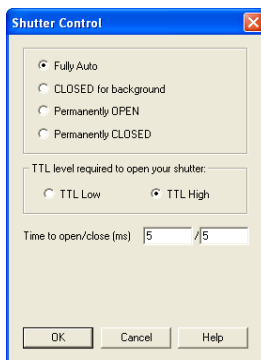 Shutter Control
Fully Auto
CLOSED for background
Permanently OPEN
Permanently CLOSED
TTL level required to open your shutter:
TTL Low TTL High
Time to open/close (ms) 5 / 5
OK Cancel Help